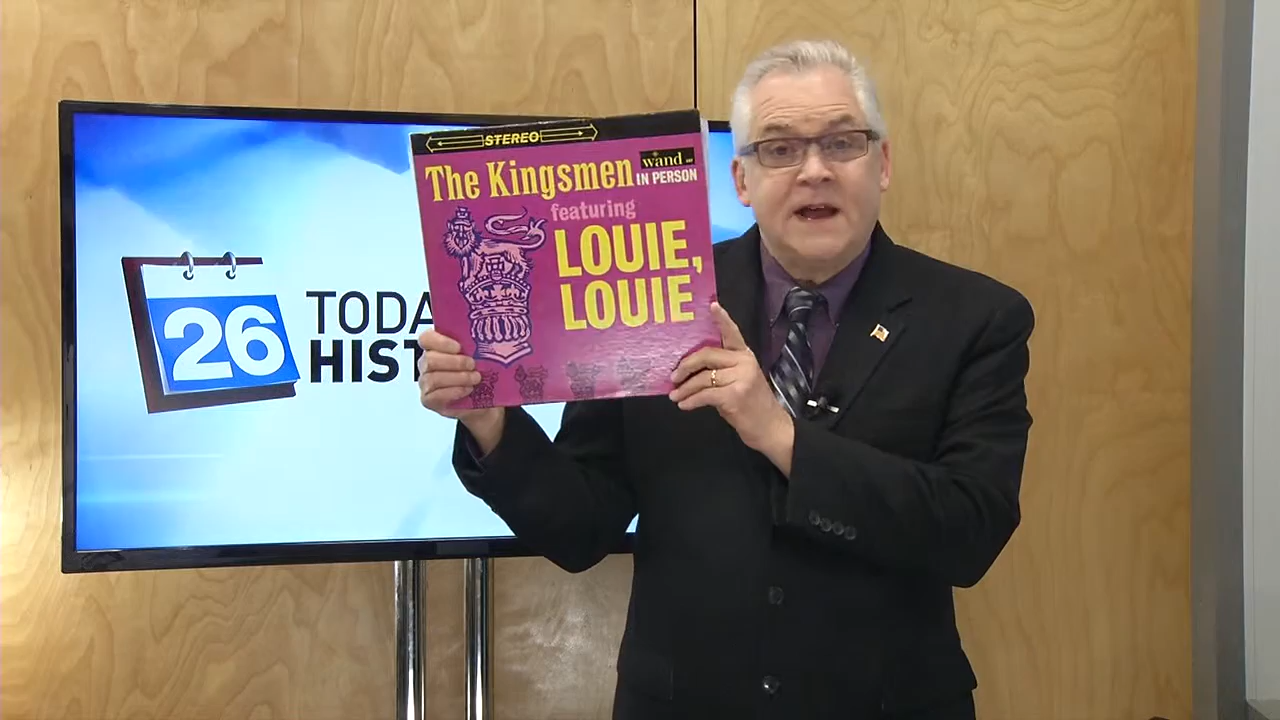 STEREO
The Kingsmen
wand
IN PERSON
featuring
LOUIE,
LOUIE
26
TODA
HIST